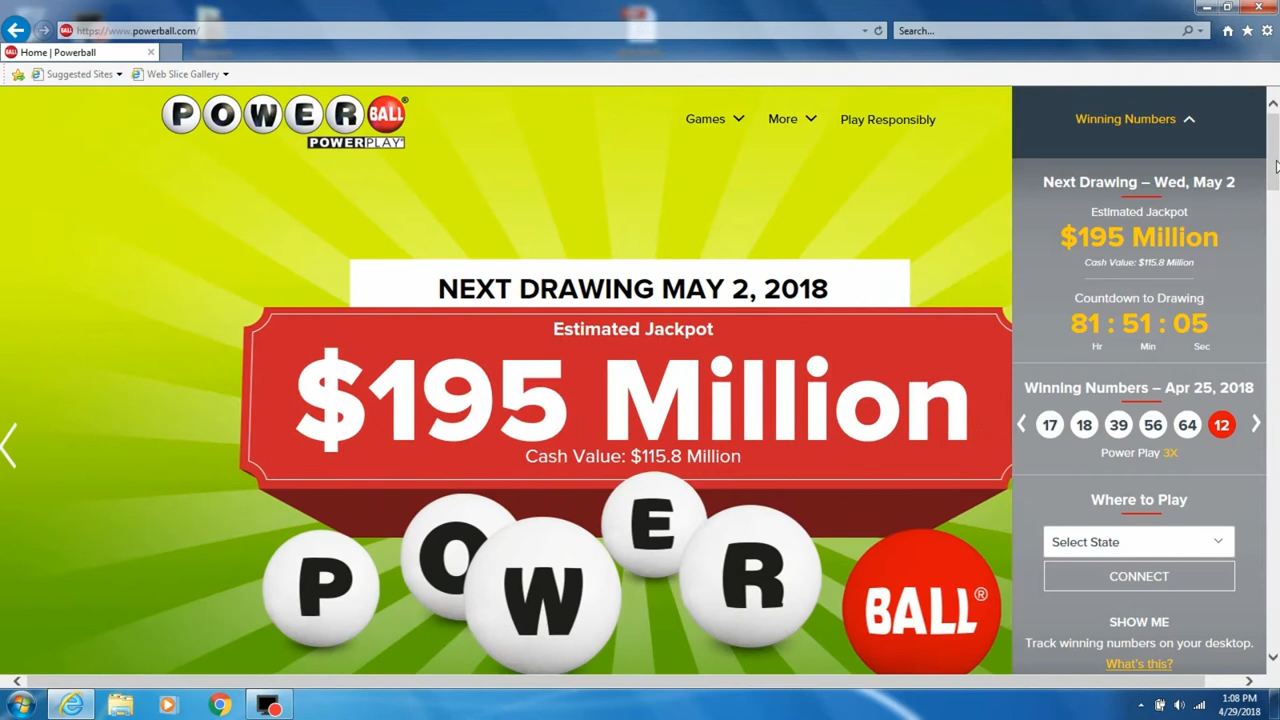 https://www.powerball.com/
Search...
Home | Powerball
Suggested Sites
Web Slice Gallery
POWER BALL®
POWERPLAY®
Games
More
Play Responsibly
Winning Numbers
NEXT DRAWING MAY 2, 2018
Estimated Jackpot
$195 Million
Cash Value: $115.8 Million
P O W E R BALL®
Next Drawing – Wed, May 2
Estimated Jackpot
$195 Million
Cash Value: $115.8 Million
Countdown to Drawing
81 : 51 : 05
Hr Min Sec
Winning Numbers – Apr 25, 2018
17 18 39 56 64 12
Power Play 3X
Where to Play
Select State
CONNECT
SHOW ME
Track winning numbers on your desktop.
What's this?
1:08 PM
4/29/2018